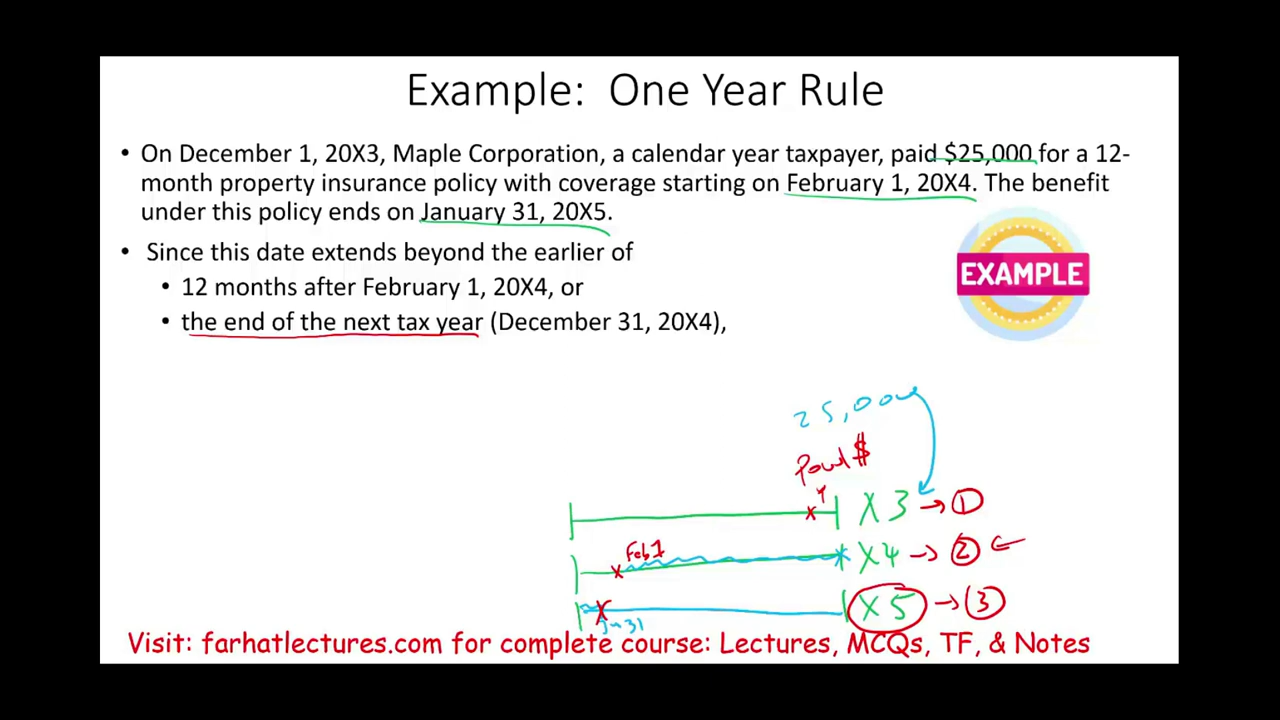 Example: One Year Rule
• On December 1, 20X3, Maple Corporation, a calendar year taxpayer, paid $25,000 for a 12-
month property insurance policy with coverage starting on February 1, 20X4. The benefit
under this policy ends on January 31, 20X5.
• Since this date extends beyond the earlier of
EXAMPLE
• 12 months after February 1, 20X4, or
• the end of the next tax year (December 31, 20X4),
25,000
$
X3 → 1
Feb 1
X4 → 2
X5 → 3
31
Visit: farhatlectures.com for complete course: Lectures, MCQs, TF, & Notes